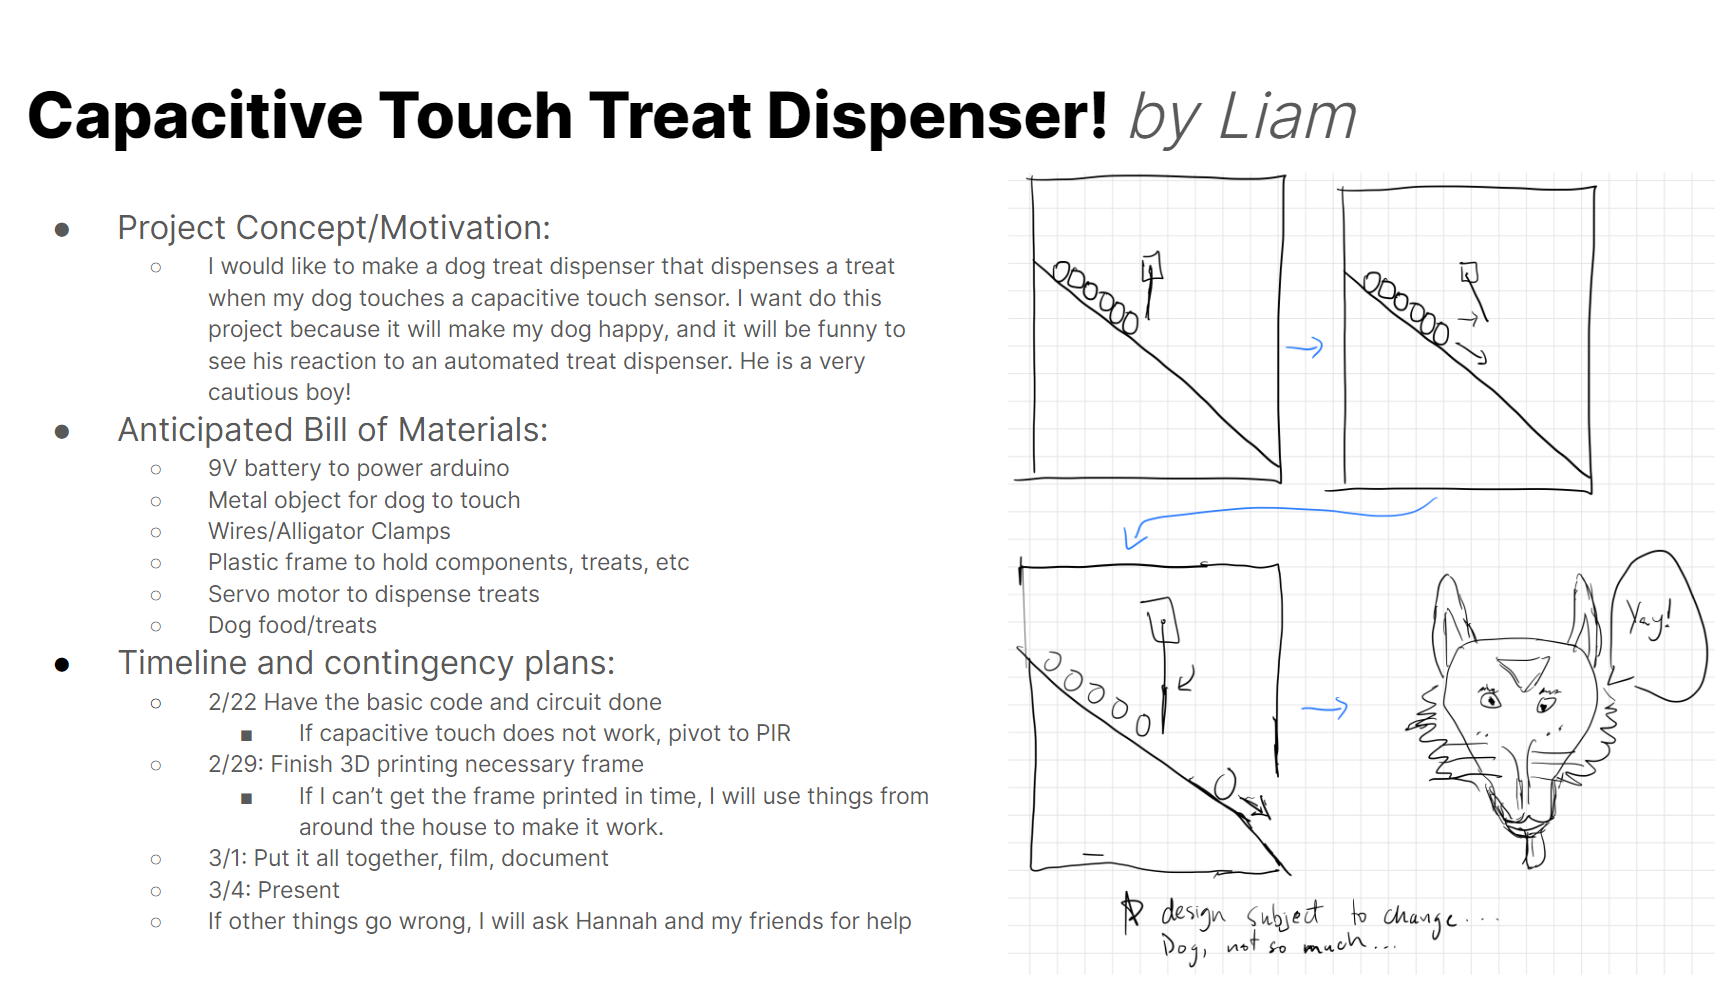 Capacitive Touch Treat Dispenser! by Liam
● Project Concept/Motivation:
○ I would like to make a dog treat dispenser that dispenses a treat
when my dog touches a capacitive touch sensor. I want do this
project because it will make my dog happy, and it will be funny to
see his reaction to an automated treat dispenser. He is a very
cautious boy!
● Anticipated Bill of Materials:
○ 9V battery to power arduino
○ Metal object for dog to touch
○ Wires/Alligator Clamps
○ Plastic frame to hold components, treats, etc
○ Servo motor to dispense treats
○ Dog food/treats
● Timeline and contingency plans:
○ 2/22 Have the basic code and circuit done
■ If capacitive touch does not work, pivot to PIR
○ 2/29: Finish 3D printing necessary frame
■ If I can't get the frame printed in time, I will use things from
around the house to make it work.
○ 3/1: Put it all together, film, document
○ 3/4: Present
○ If other things go wrong, I will ask Hannah and my friends for help
Yay!
design subject to change...
Dog, not so much...